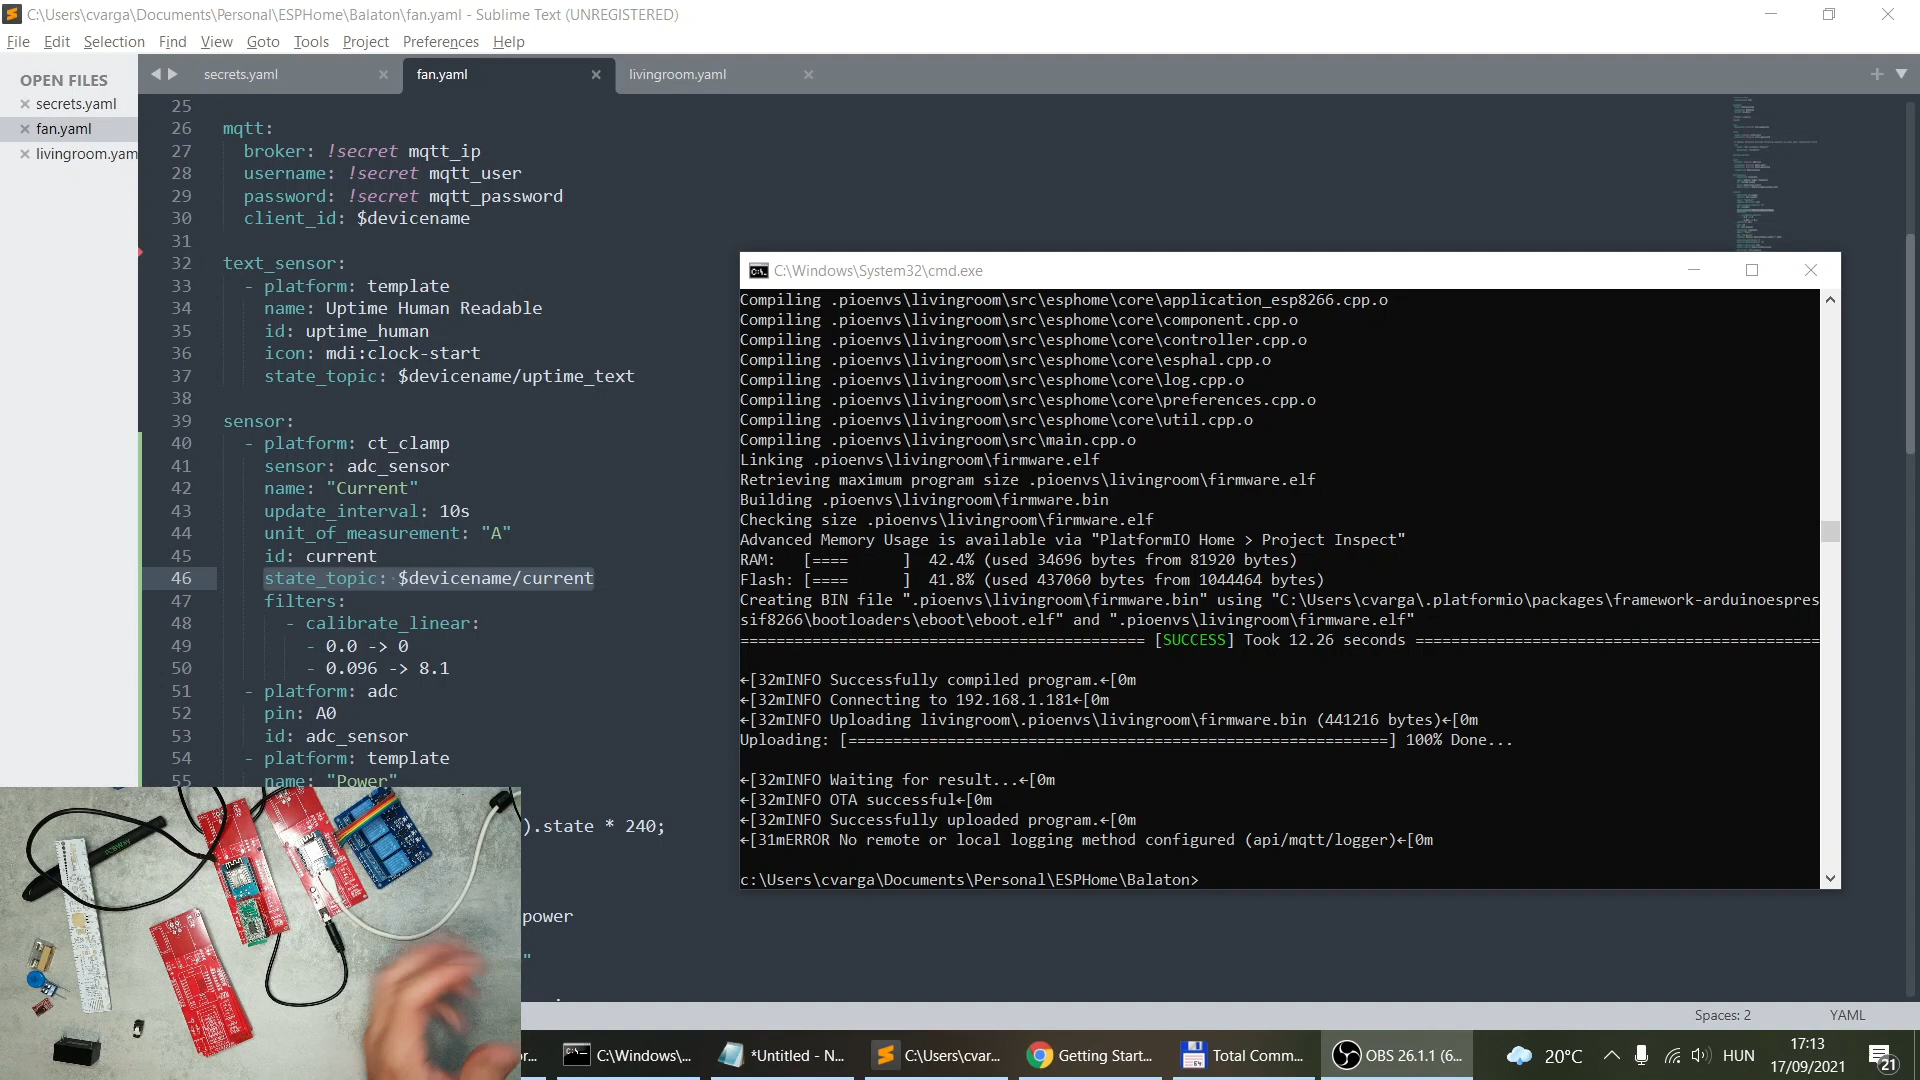 C:\Users\cvarga\Documents\Personal\ESPHome\Balaton\fan.yaml - Sublime Text (UNREGISTERED)
File Edit Selection Find View Goto Tools Project Preferences Help
OPEN FILES
secrets.yaml
fan.yaml
livingroom.yam
secrets.yaml fan.yaml livingroom.yaml
25
26 mqtt:
27 broker: !secret mqtt_ip
28 username: !secret mqtt_user
29 password: !secret mqtt_password
30 client_id: $devicename
31
32 text_sensor:
33 - platform: template
34 name: Uptime Human Readable
35 id: uptime_human
36 icon: mdi:clock-start
37 state_topic: $devicename/uptime_text
38
39 sensor:
40 - platform: ct_clamp
41 sensor: adc_sensor
42 name: "Current"
43 update_interval: 10s
44 unit_of_measurement: "A"
45 id: current
46 state_topic: $devicename/current
47 filters:
48 - calibrate_linear:
49 - 0.0 -> 0
50 - 0.096 -> 8.1
51 - platform: adc
52 pin: A0
53 id: adc_sensor
54 - platform: template
55 name: "Power"
).state * 240;
power
"
C:\Windows\System32\cmd.exe
Compiling .pioenvs\livingroom\src\esphome\core\application_esp8266.cpp.o
Compiling .pioenvs\livingroom\src\esphome\core\component.cpp.o
Compiling .pioenvs\livingroom\src\esphome\core\controller.cpp.o
Compiling .pioenvs\livingroom\src\esphome\core\esphal.cpp.o
Compiling .pioenvs\livingroom\src\esphome\core\log.cpp.o
Compiling .pioenvs\livingroom\src\esphome\core\preferences.cpp.o
Compiling .pioenvs\livingroom\src\esphome\core\util.cpp.o
Compiling .pioenvs\livingroom\src\main.cpp.o
Linking .pioenvs\livingroom\firmware.elf
Retrieving maximum program size .pioenvs\livingroom\firmware.elf
Building .pioenvs\livingroom\firmware.bin
Checking size .pioenvs\livingroom\firmware.elf
Advanced Memory Usage is available via "PlatformIO Home > Project Inspect"
RAM: [==== ] 42.4% (used 34696 bytes from 81920 bytes)
Flash: [==== ] 41.8% (used 437060 bytes from 1044464 bytes)
Creating BIN file ".pioenvs\livingroom\firmware.bin" using "C:\Users\cvarga\.platformio\packages\framework-arduinoespres
sif8266\bootloaders\eboot\eboot.elf" and ".pioenvs\livingroom\firmware.elf"
============================================= [SUCCESS] Took 12.26 seconds =============================================
←[32mINFO Successfully compiled program.←[0m
←[32mINFO Connecting to 192.168.1.181←[0m
←[32mINFO Uploading livingroom\.pioenvs\livingroom\firmware.bin (441216 bytes)←[0m
Uploading: [============================================================] 100% Done...
←[32mINFO Waiting for result...←[0m
←[32mINFO OTA successful←[0m
←[32mINFO Successfully uploaded program.←[0m
←[31mERROR No remote or local logging method configured (api/mqtt/logger)←[0m
c:\Users\cvarga\Documents\Personal\ESPHome\Balaton>
Spaces: 2 YAML
or... C:\Windows\... *Untitled - N... C:\Users\cvar... Getting Start... Total Comm... OBS 26.1.1 (6... 20°C HUN 17:13
17/09/2021 21